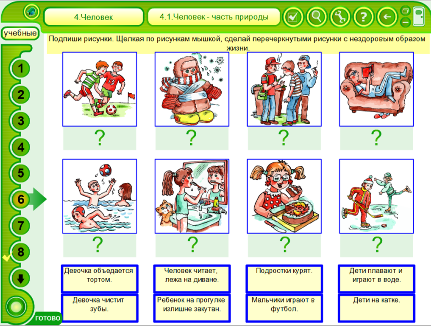 4.Человек
4.1.Человек - часть природы
учебные
Подпиши рисунки. Щелкая по рисункам мышкой, сделай перечеркнутыми рисунки с нездоровым образом
жизни.
1
2
3
4
5
6
7
8
? ? ? ?
? ? ? ?
Девочка объедается
тортом.
Человек читает,
лежа на диване.
Подростки курят.
Дети плавают и
играют в воде.
Девочка чистит
зубы.
Ребенок на прогулке
излишне закутан.
Мальчики играют в
футбол.
Дети на катке.
ГОТОВО